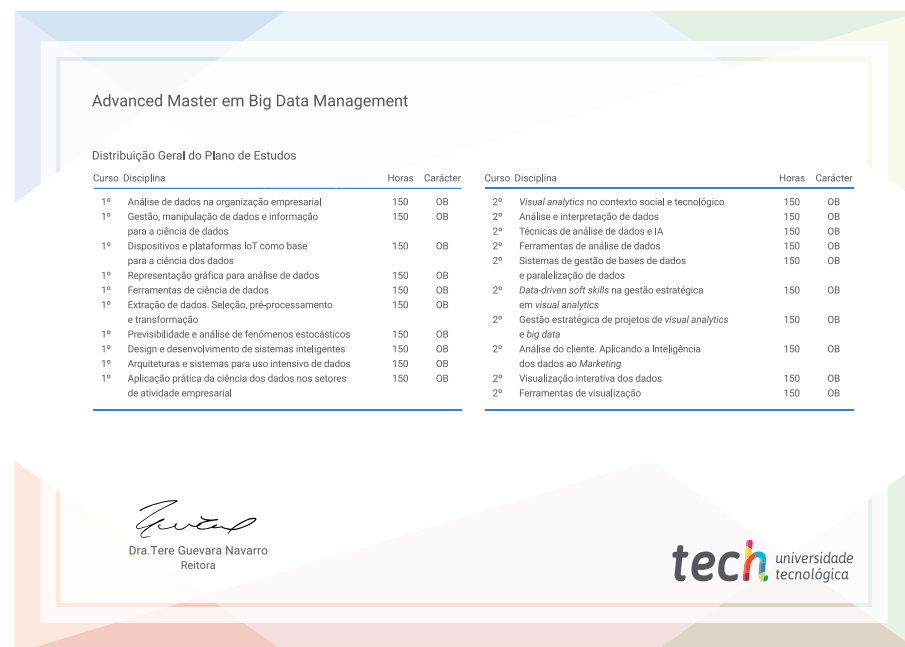 Advanced Master em Big Data Management
Distribuição Geral do Plano de Estudos
Curso Disciplina Horas Carácter
1º Análise de dados na organização empresarial 150 OB
1º Gestão, manipulação de dados e informação 150 OB
para a ciência de dados
1º Dispositivos e plataformas IoT como base 150 OB
para a ciência dos dados
1º Representação gráfica para análise de dados 150 OB
1º Ferramentas de ciência de dados 150 OB
1º Extração de dados. Seleção, pré-processamento 150 OB
e transformação
1º Previsibilidade e análise de fenómenos estocásticos 150 OB
1º Design e desenvolvimento de sistemas inteligentes 150 OB
1º Arquiteturas e sistemas para uso intensivo de dados 150 OB
1º Aplicação prática da ciência dos dados nos setores 150 OB
de atividade empresarial
Curso Disciplina Horas Carácter
2º Visual analytics no contexto social e tecnológico 150 OB
2º Análise e interpretação de dados 150 OB
2º Técnicas de análise de dados e IA 150 OB
2º Ferramentas de análise de dados 150 OB
2º Sistemas de gestão de bases de dados 150 OB
e paralelização de dados
2º Data-driven soft skills na gestão estratégica 150 OB
em visual analytics
2º Gestão estratégica de projetos de visual analytics 150 OB
e big data
2º Análise do cliente. Aplicando a Inteligência 150 OB
dos dados ao Marketing
2º Visualização interativa dos dados 150 OB
2º Ferramentas de visualização 150 OB
Dra.Tere Guevara Navarro
Reitora
tech universidade
tecnológica